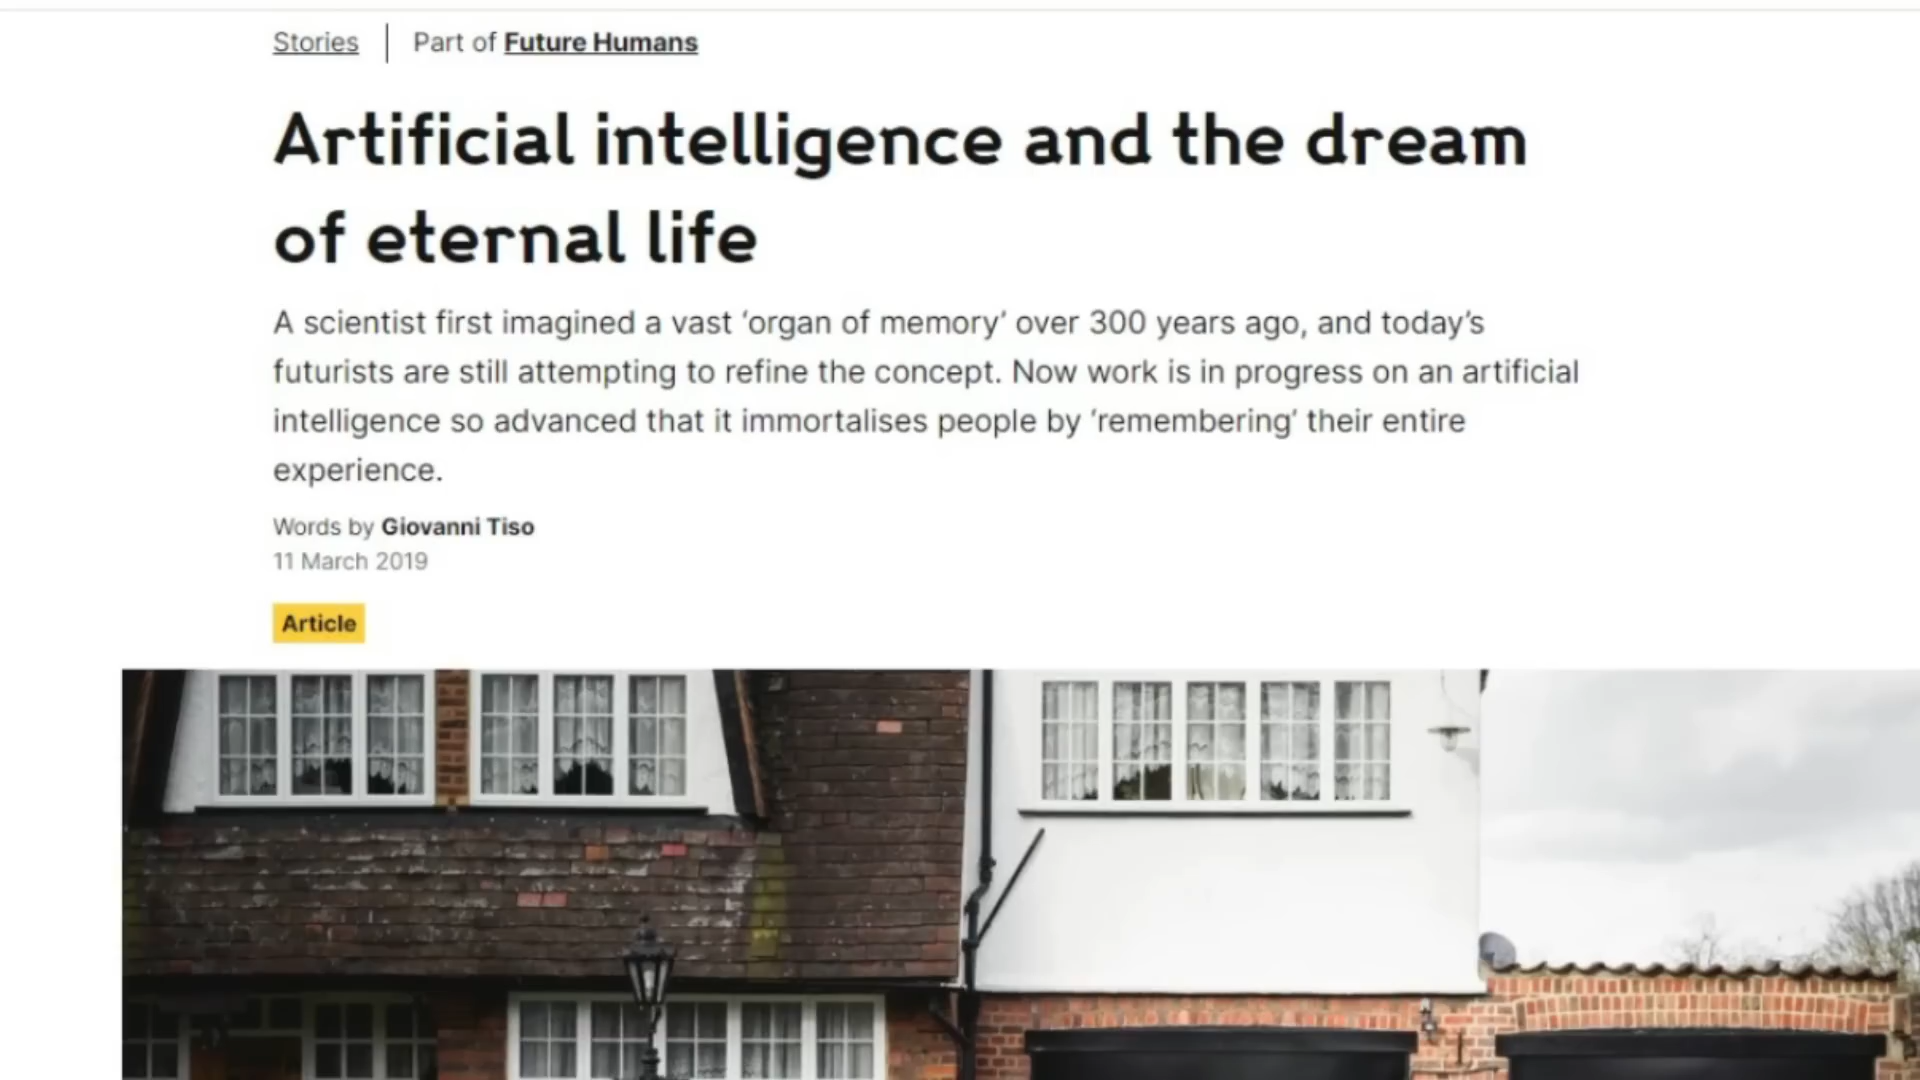 Stories | Part of Future Humans
Artificial intelligence and the dream
of eternal life
A scientist first imagined a vast ‘organ of memory’ over 300 years ago, and today’s
futurists are still attempting to refine the concept. Now work is in progress on an artificial
intelligence so advanced that it immortalises people by ‘remembering’ their entire
experience.
Words by Giovanni Tiso
11 March 2019
Article